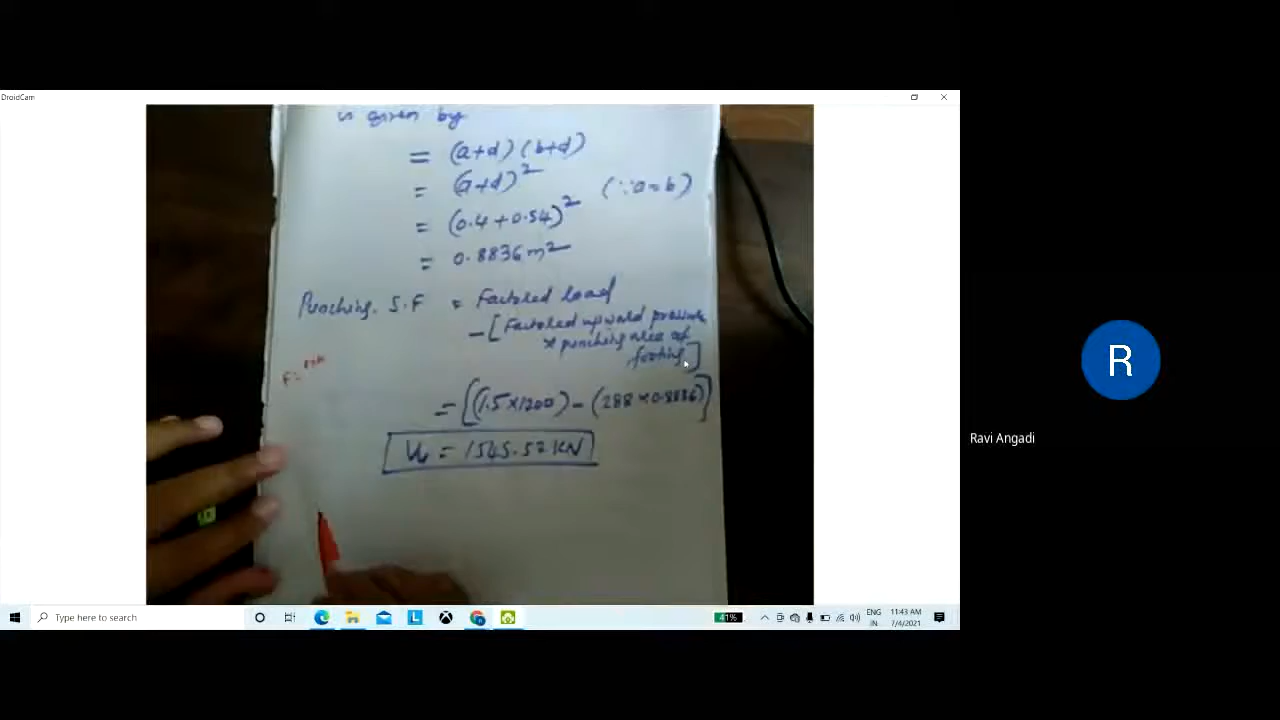 DroidCam
is given by
= (a+d) (b+d)
= (a+d)²
(∵a=b)
= (0.4+0.54)²
= 0.8836 m²
Punching. S.F = Factored load
- [Factored upward pressure
× punching area of
footing]
= [(1.5×1200) - (288×0.8836)]
Vu = 1545.52 KN
R
Ravi Angadi
Type here to search
41%
ENG
IN
11:43 AM
7/4/2021